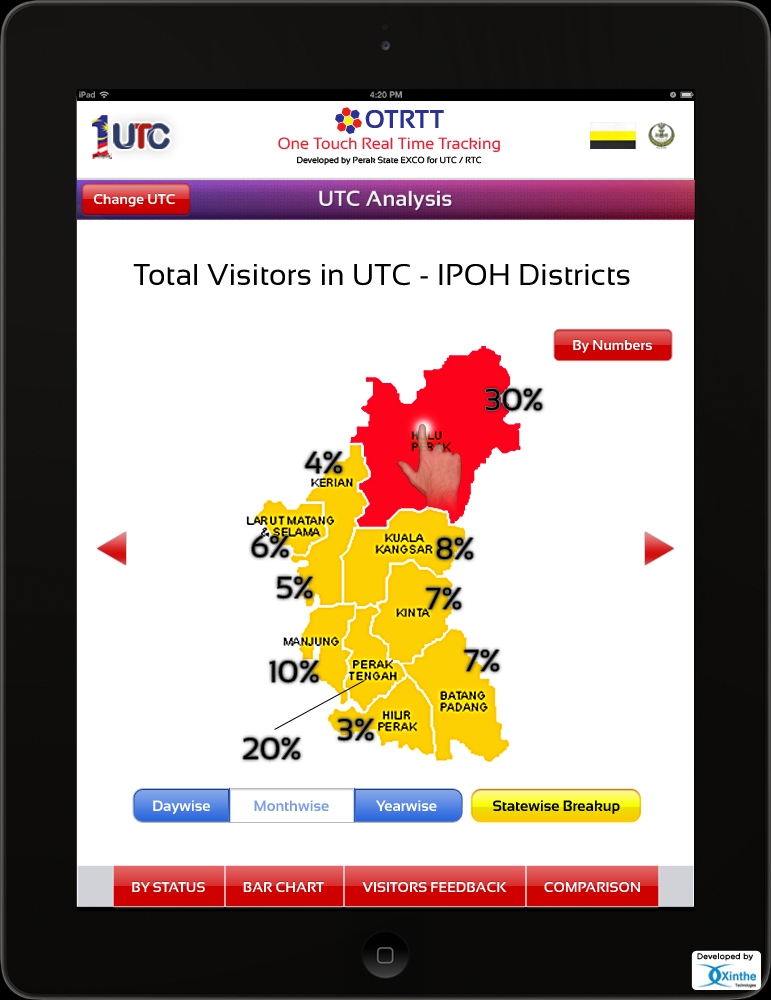 iPad
4:20 PM
1UTC
OTRTT
One Touch Real Time Tracking
Developed by Perak State EXCO for UTC / RTC
Change UTC
UTC Analysis
Total Visitors in UTC - IPOH Districts
By Numbers
30%
4%
KERIAN
LARUT MATANG
& SELAMA
6%
KUALA
KANGSAR
8%
5%
7%
KINTA
MANJUNG
10%
PERAK
TENGAH
7%
BATANG
PADANG
HILIR
PERAK
3%
20%
Daywise
Monthwise
Yearwise
Statewise Breakup
BY STATUS
BAR CHART
VISITORS FEEDBACK
COMPARISON
Developed by
Xinthe
Technologies